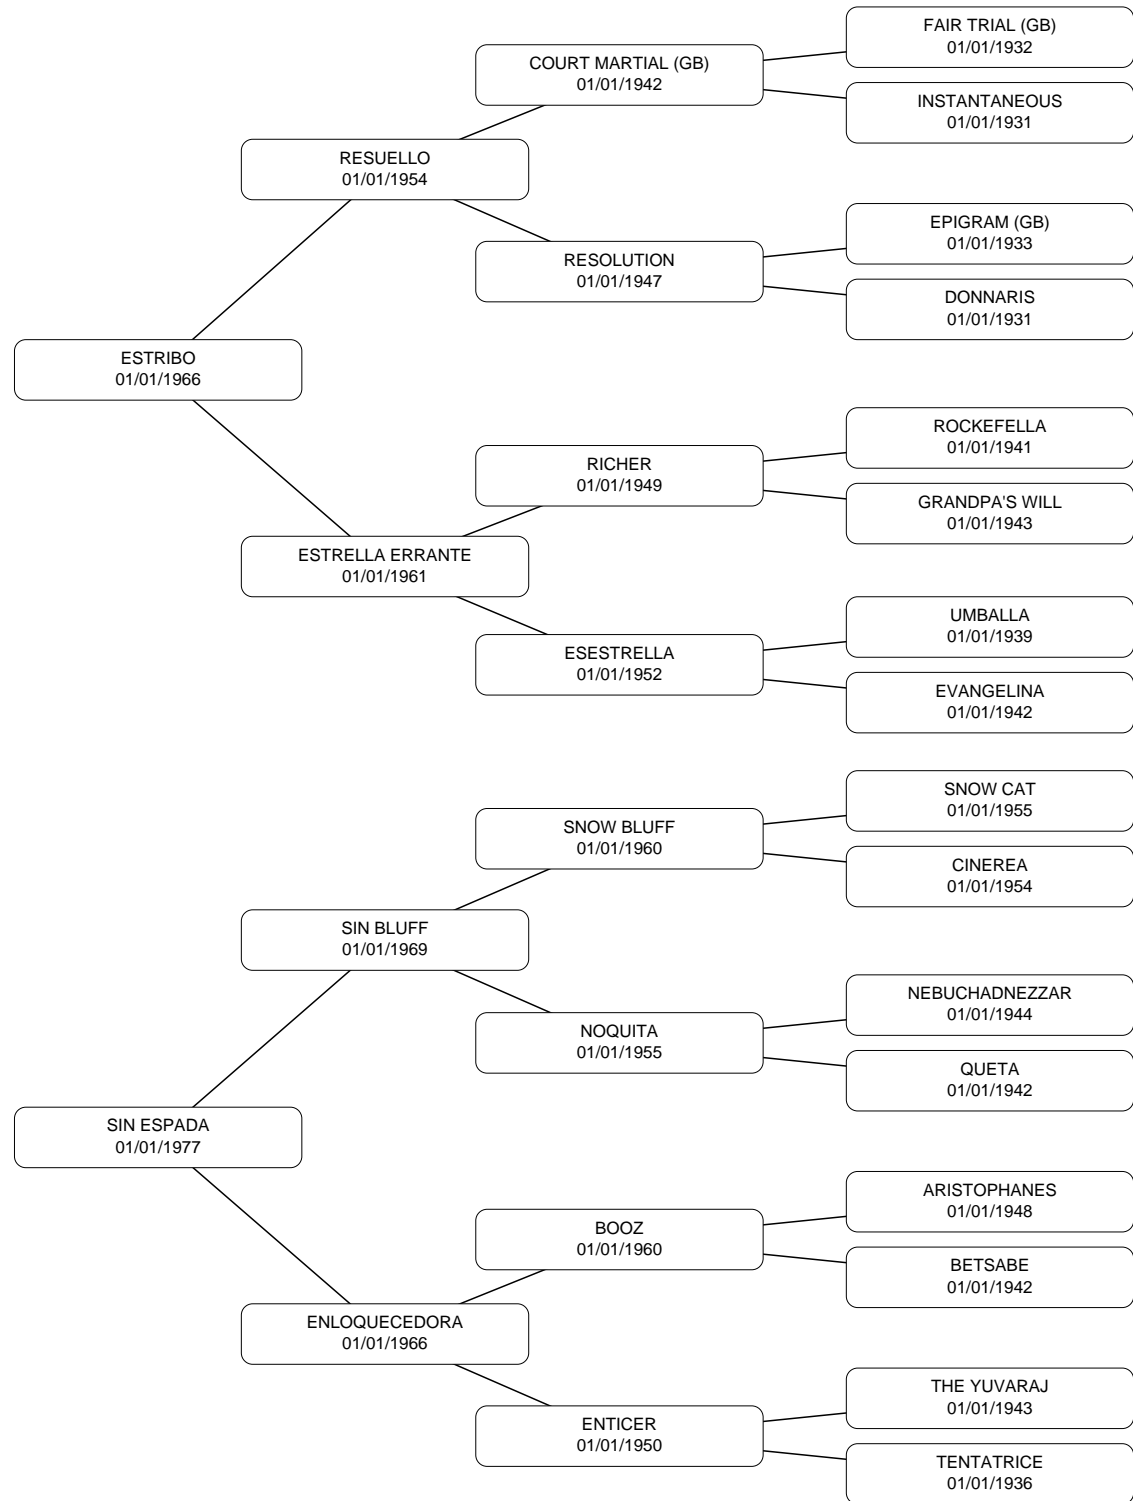 FAIR TRIAL (GB)
01/01/1932
COURT MARTIAL (GB)
01/01/1942
INSTANTANEOUS
01/01/1931
RESUELLO
01/01/1954
EPIGRAM (GB)
01/01/1933
RESOLUTION
01/01/1947
DONNARIS
01/01/1931
ESTRIBO
01/01/1966
ROCKEFELLA
01/01/1941
RICHER
01/01/1949
GRANDPA'S WILL
01/01/1943
ESTRELLA ERRANTE
01/01/1961
UMBALLA
01/01/1939
ESESTRELLA
01/01/1952
EVANGELINA
01/01/1942
SNOW CAT
01/01/1955
SNOW BLUFF
01/01/1960
CINEREA
01/01/1954
SIN BLUFF
01/01/1969
NEBUCHADNEZZAR
01/01/1944
NOQUITA
01/01/1955
QUETA
01/01/1942
SIN ESPADA
01/01/1977
ARISTOPHANES
01/01/1948
BOOZ
01/01/1960
BETSABE
01/01/1942
ENLOQUECEDORA
01/01/1966
THE YUVARAJ
01/01/1943
ENTICER
01/01/1950
TENTATRICE
01/01/1936